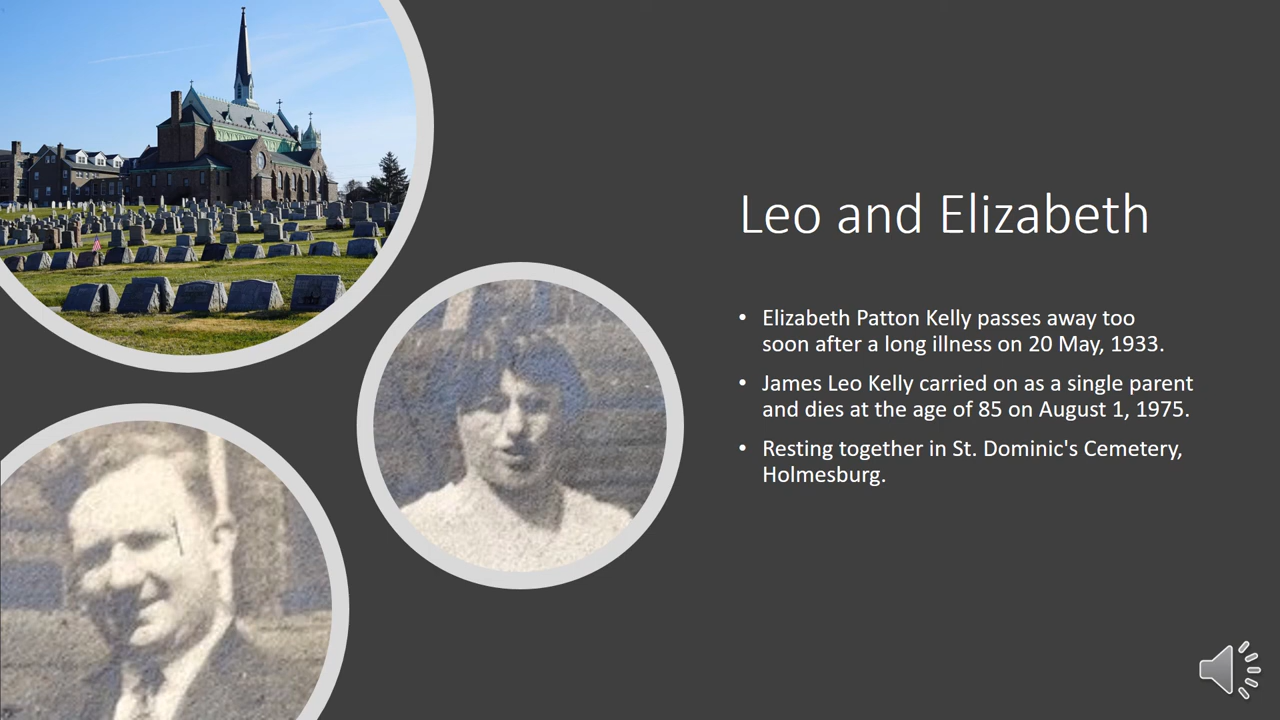 Leo and Elizabeth
• Elizabeth Patton Kelly passes away too
soon after a long illness on 20 May, 1933.
• James Leo Kelly carried on as a single parent
and dies at the age of 85 on August 1, 1975.
• Resting together in St. Dominic's Cemetery,
Holmesburg.